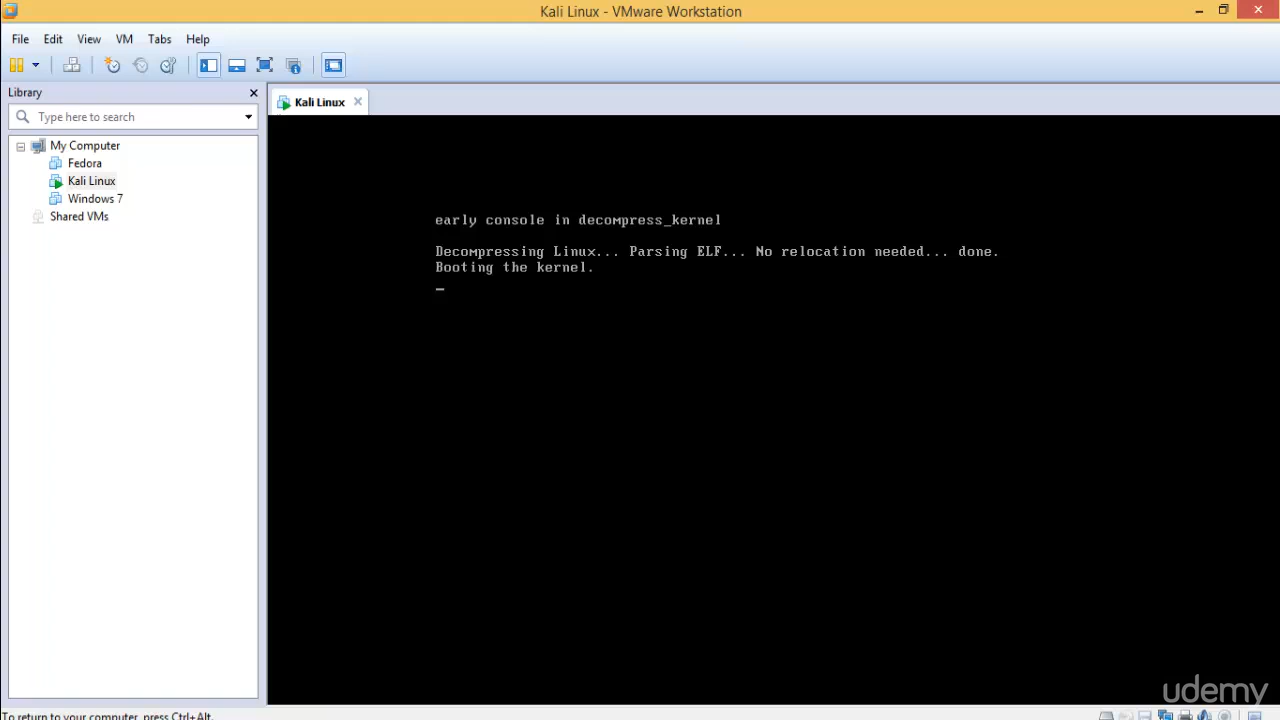 Kali Linux - VMware Workstation
File Edit View VM Tabs Help
Library
Kali Linux
Type here to search
My Computer
Fedora
Kali Linux
Windows 7
Shared VMs
early console in decompress_kernel
Decompressing Linux... Parsing ELF... No relocation needed... done.
Booting the kernel.
udemy
To return to your computer, press Ctrl+Alt.